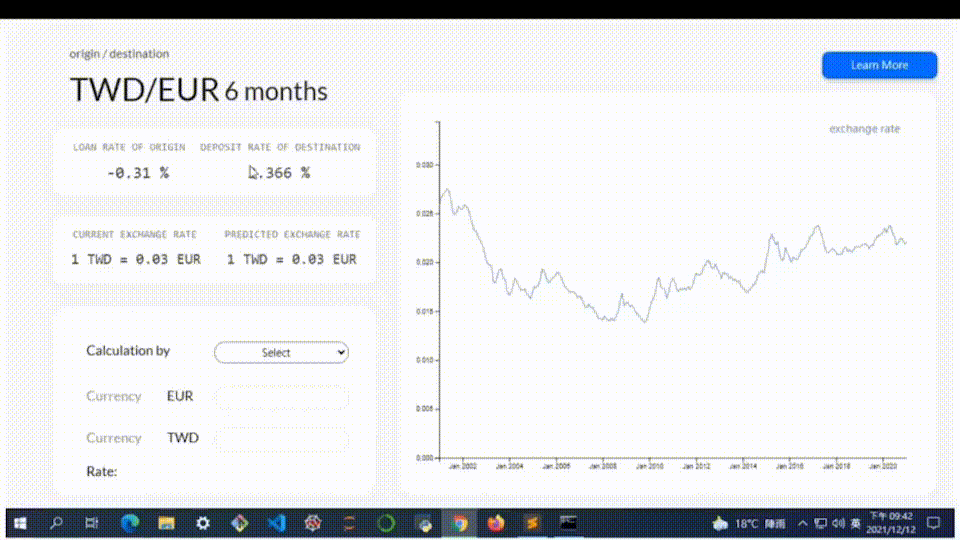 origin / destination
TWD/EUR 6 months
Learn More
LOAN RATE OF ORIGIN DEPOSIT RATE OF DESTINATION
-0.31 % .366 %
CURRENT EXCHANGE RATE PREDICTED EXCHANGE RATE
1 TWD = 0.03 EUR 1 TWD = 0.03 EUR
Calculation by Select
Currency EUR
Currency TWD
Rate:
exchange rate
0.030
0.025
0.020
0.015
0.010
0.005
0.000
Jan 2002 Jan 2004 Jan 2006 Jan 2008 Jan 2010 Jan 2012 Jan 2014 Jan 2016 Jan 2018 Jan 2020
18°C 陣雨 英 下午 09:42
2021/12/12